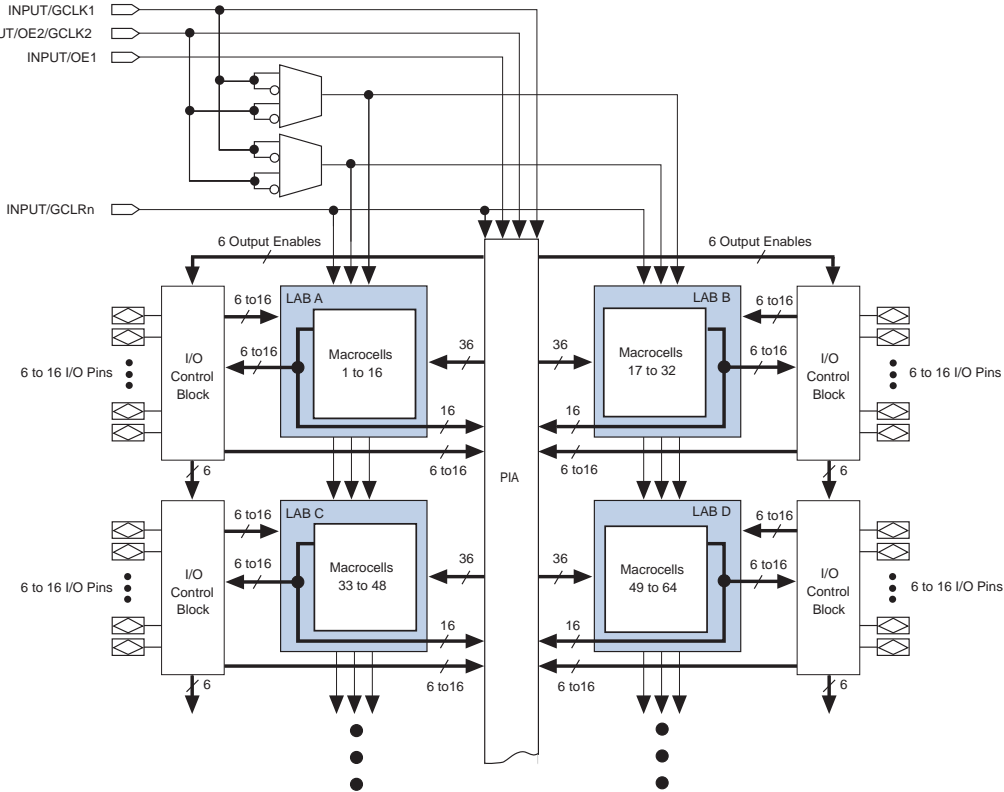 INPUT/GCLK1
UT/OE2/GCLK2
INPUT/OE1
INPUT/GCLRn
6 Output Enables
6 Output Enables
LAB A
LAB B
6 to16
6 to16
I/O
Control
Block
6 to16
Macrocells
1 to 16
36
36
Macrocells
17 to 32
6 to16
I/O
Control
Block
6 to 16 I/O Pins
6 to 16 I/O Pins
16
16
6 to16
6 to16
PIA
6
6
LAB C
LAB D
6 to16
6 to16
I/O
Control
Block
6 to16
Macrocells
33 to 48
36
36
Macrocells
49 to 64
6 to16
I/O
Control
Block
6 to 16 I/O Pins
6 to 16 I/O Pins
16
16
6 to16
6 to16
6
6